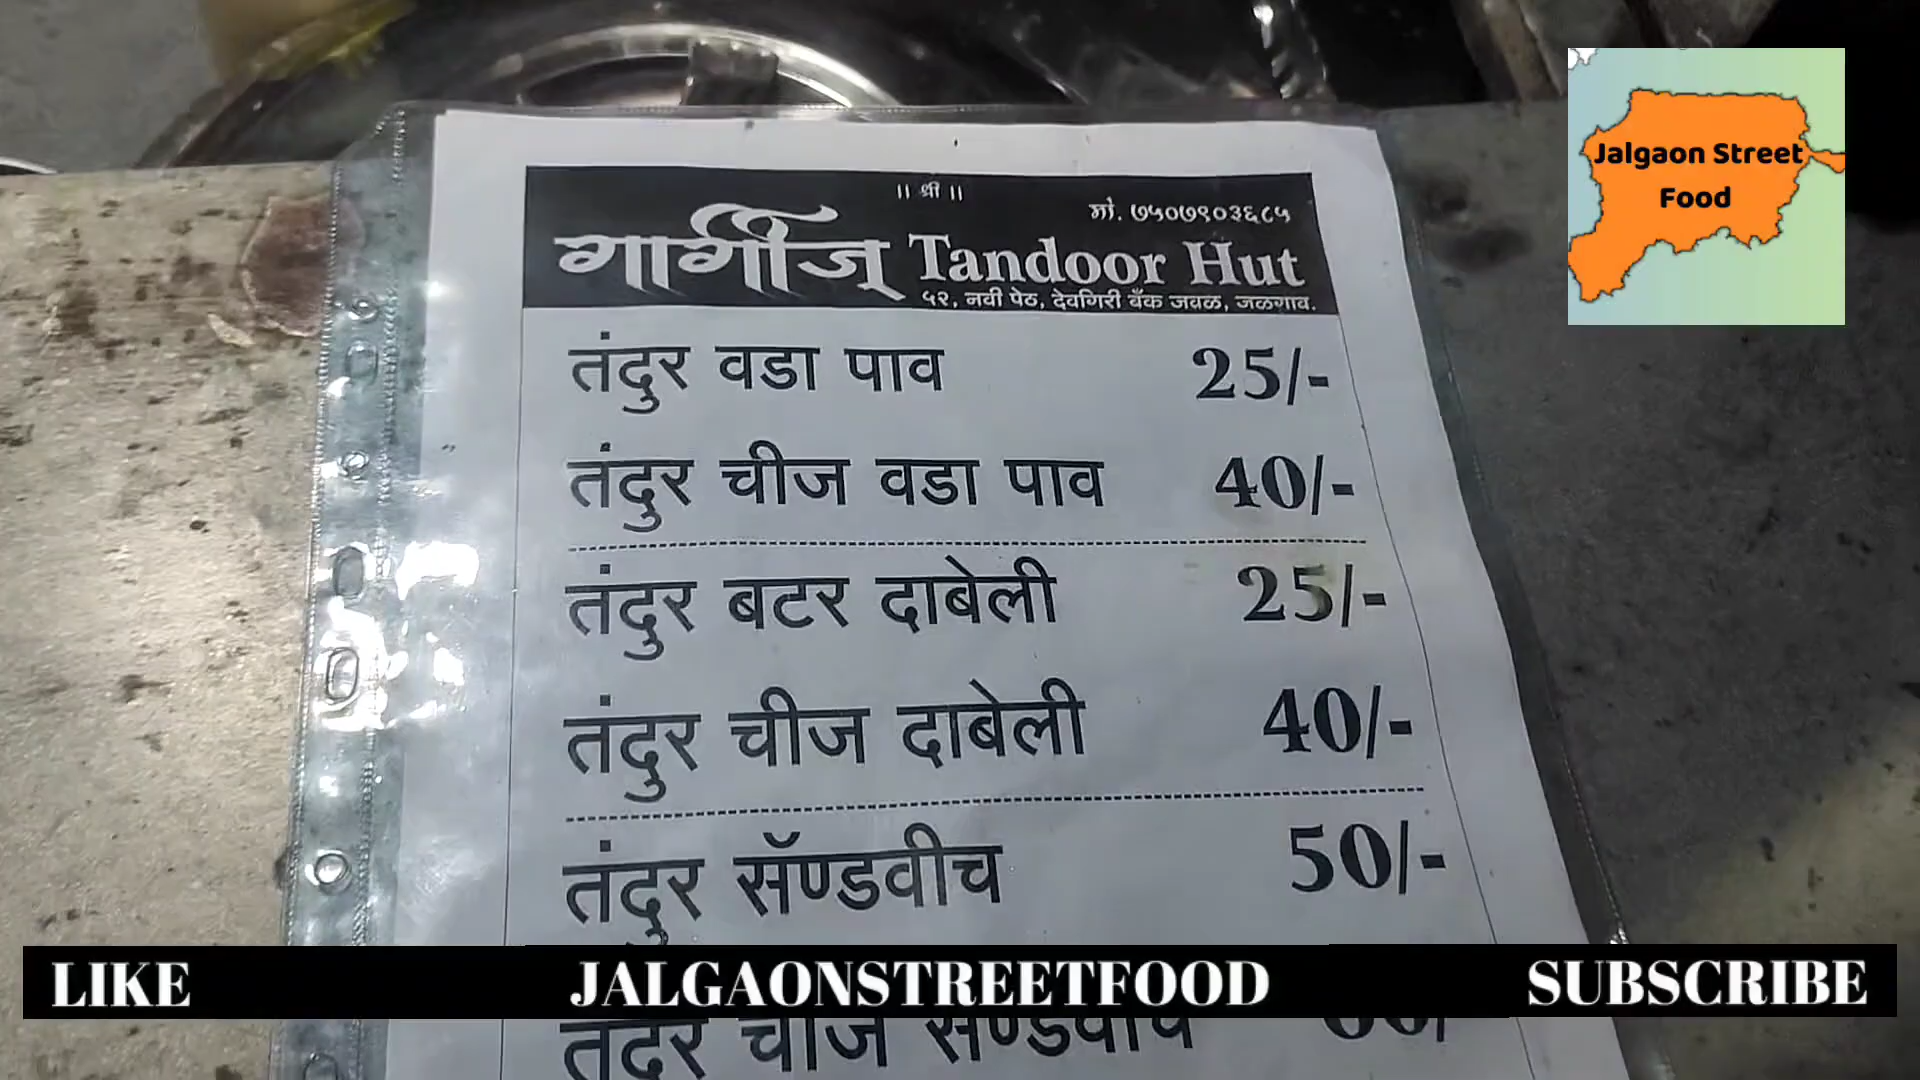 ॥ श्री ॥
मो. ७५०७९०३६८५
गार्गीज् Tandoor Hut
५२, नवी पेठ, देवगिरी बँक जवळ, जळगाव.
तंदुर वडा पाव 25/-
तंदुर चीज वडा पाव 40/-
तंदुर बटर दाबेली 25/-
तंदुर चीज दाबेली 40/-
तंदुर सॅण्डवीच 50/-
तंदुर चीज सॅण्डवीच
Jalgaon Street
Food
LIKE JALGAONSTREETFOOD SUBSCRIBE